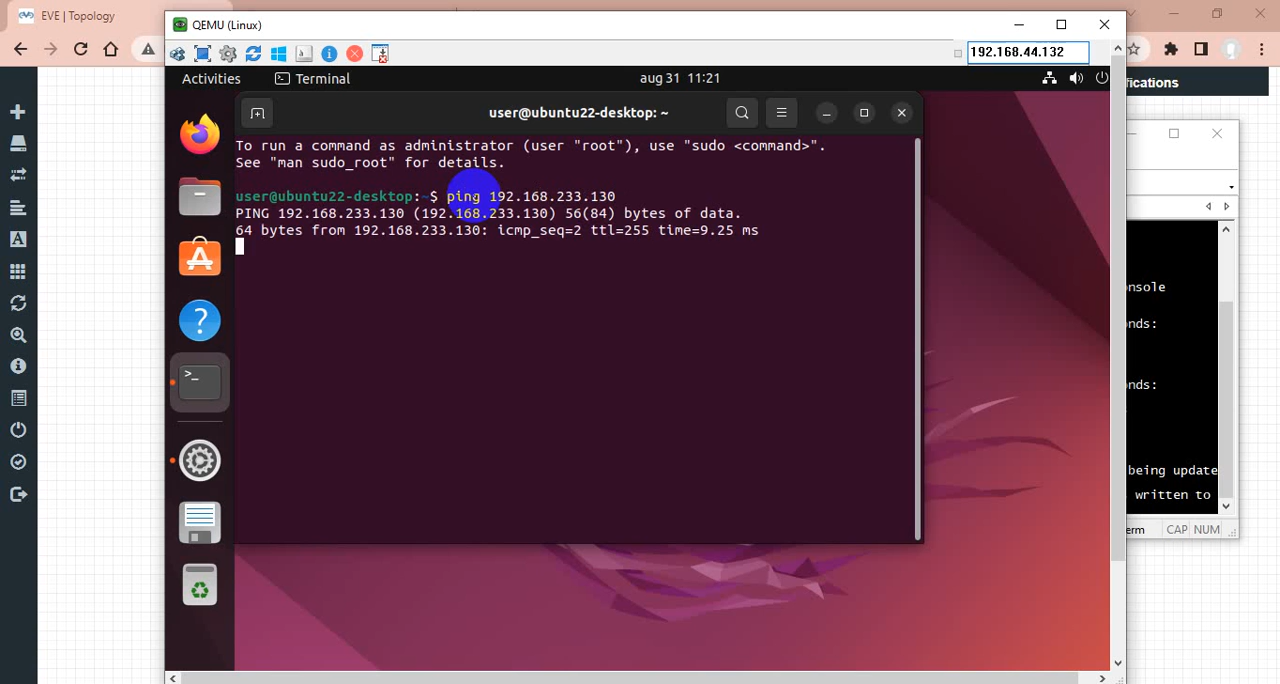 EVE | Topology
QEMU (Linux)
192.168.44.132
Activities
Terminal
aug 31 11:21
fications
user@ubuntu22-desktop: ~
To run a command as administrator (user "root"), use "sudo <command>".
See "man sudo_root" for details.
user@ubuntu22-desktop:~$ ping 192.168.233.130
PING 192.168.233.130 (192.168.233.130) 56(84) bytes of data.
64 bytes from 192.168.233.130: icmp_seq=2 ttl=255 time=9.25 ms
nsole
nds:
nds:
being update
written to
erm
CAP
NUM